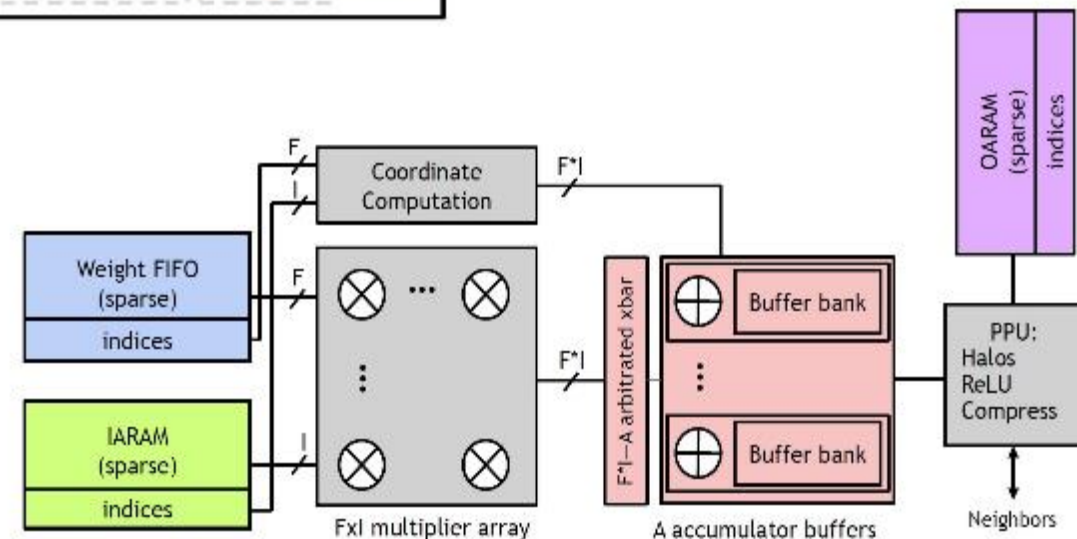 F
I
Coordinate
Computation
F*I
OARAM
(sparse)
indices
Weight FIFO
(sparse)
indices
F
Buffer bank
F*I
F*I—A arbitrated xbar
Buffer bank
PPU:
Halos
ReLU
Compress
IARAM
(sparse)
indices
I
FxI multiplier array
A accumulator buffers
Neighbors